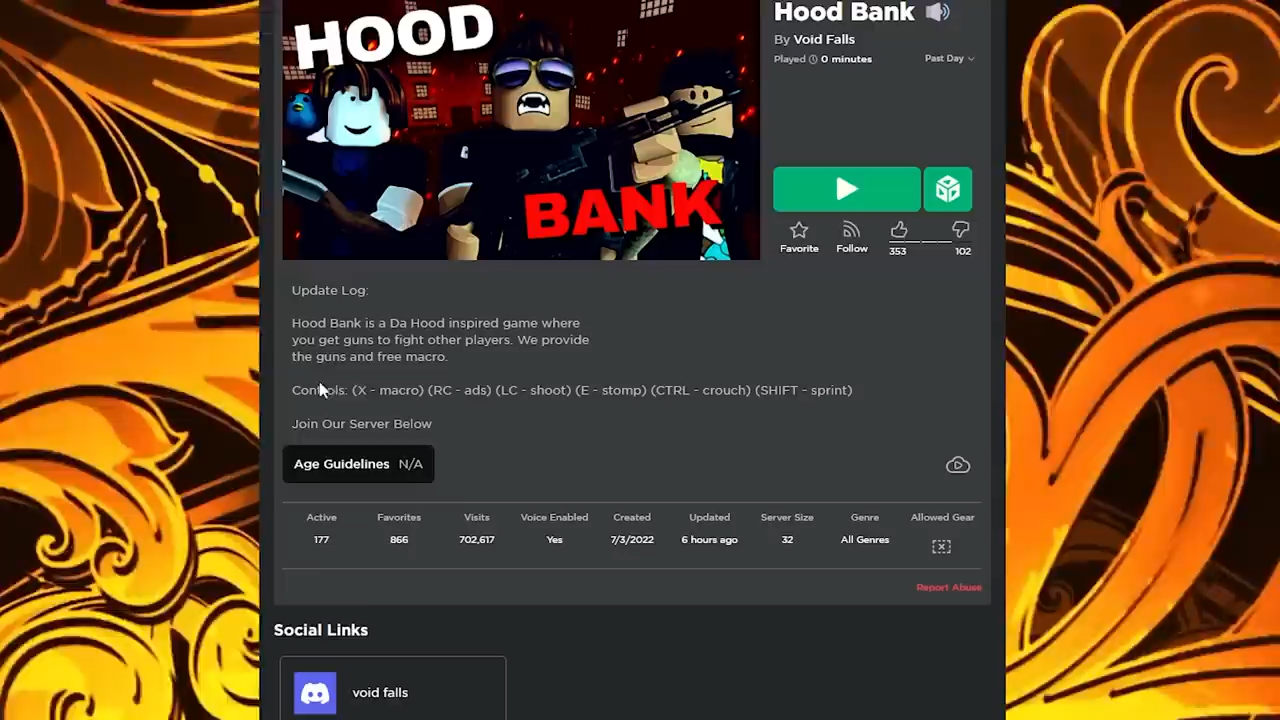 HOOD
BANK
Hood Bank
By Void Falls
Played 0 minutes
Past Day
Favorite
Follow
353
102
Update Log:
Hood Bank is a Da Hood inspired game where
you get guns to fight other players. We provide
the guns and free macro.
Controls: (X - macro) (RC - ads) (LC - shoot) (E - stomp) (CTRL - crouch) (SHIFT - sprint)
Join Our Server Below
Age Guidelines N/A
Active Favorites Visits Voice Enabled Created Updated Server Size Genre Allowed Gear
177 866 702,617 Yes 7/3/2022 6 hours ago 32 All Genres
Report Abuse
Social Links
void falls